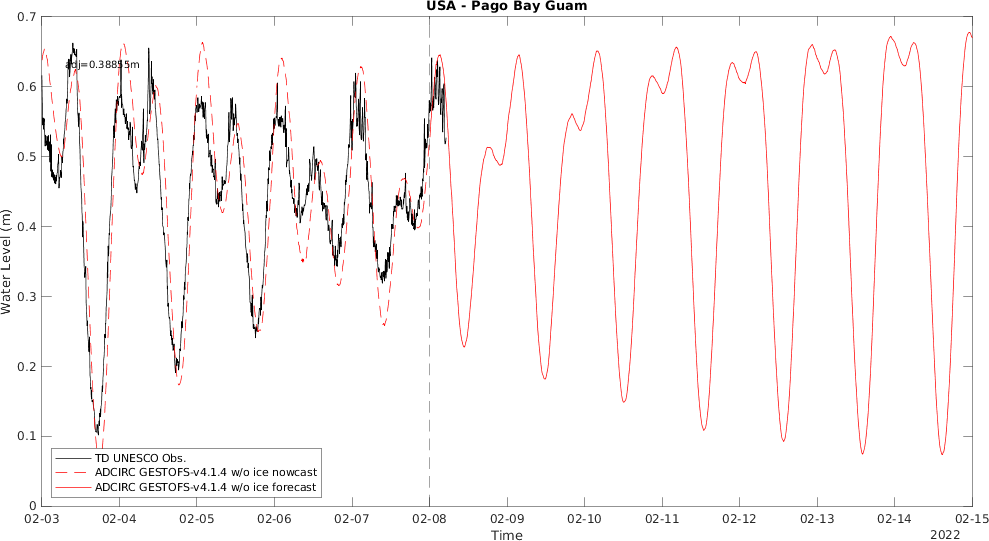 USA - Pago Bay Guam
0.7
0.6
0.5
0.4
0.3
0.2
0.1
0
Water Level (m)
adj=0.38855m
TD UNESCO Obs.
ADCIRC GESTOFS-v4.1.4 w/o ice nowcast
ADCIRC GESTOFS-v4.1.4 w/o ice forecast
02-03 02-04 02-05 02-06 02-07 02-08 02-09 02-10 02-11 02-12 02-13 02-14 02-15
Time
2022